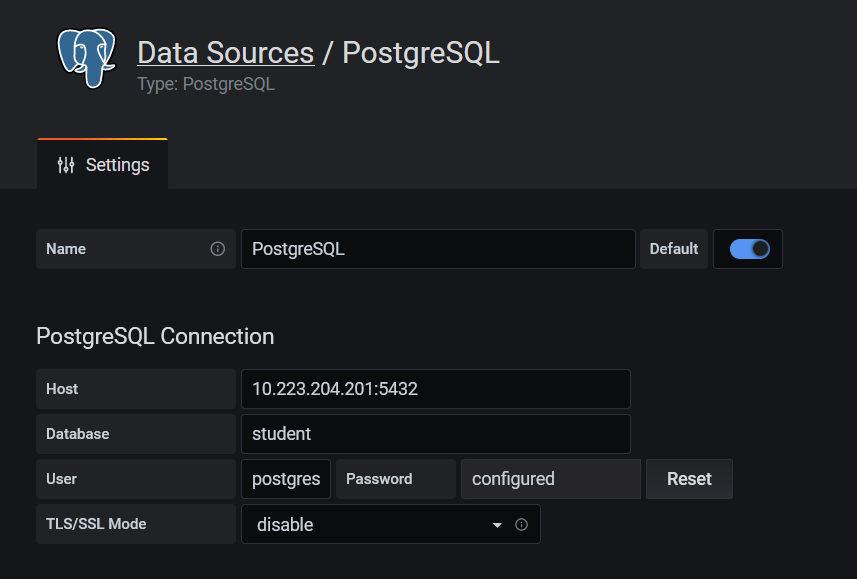 Data Sources / PostgreSQL
Type: PostgreSQL
Settings
Name PostgreSQL Default
PostgreSQL Connection
Host 10.223.204.201:5432
Database student
User postgres Password configured Reset
TLS/SSL Mode disable